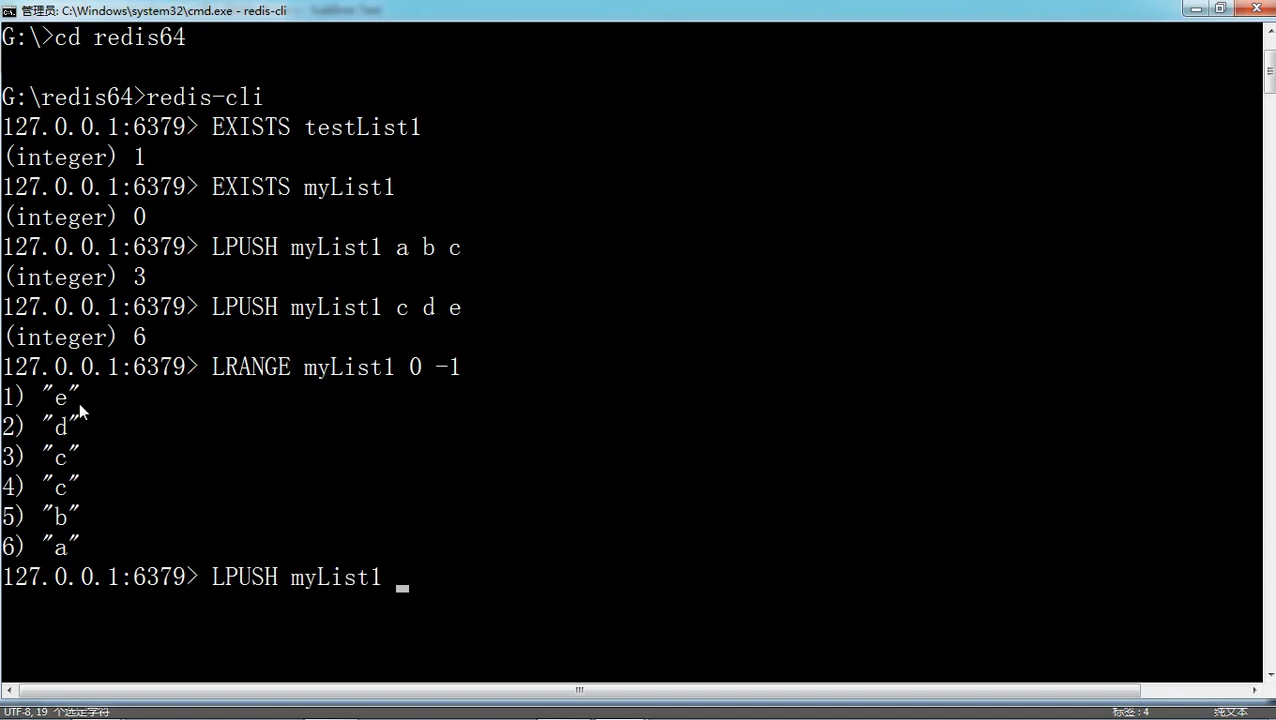 管理员: C:\Windows\system32\cmd.exe - redis-cli
G:\>cd redis64
G:\redis64>redis-cli
127.0.0.1:6379> EXISTS testList1
(integer) 1
127.0.0.1:6379> EXISTS myList1
(integer) 0
127.0.0.1:6379> LPUSH myList1 a b c
(integer) 3
127.0.0.1:6379> LPUSH myList1 c d e
(integer) 6
127.0.0.1:6379> LRANGE myList1 0 -1
1) "e"
2) "d"
3) "c"
4) "c"
5) "b"
6) "a"
127.0.0.1:6379> LPUSH myList1
UTF-8, 19 个选定字符
标签: 4
纯文本